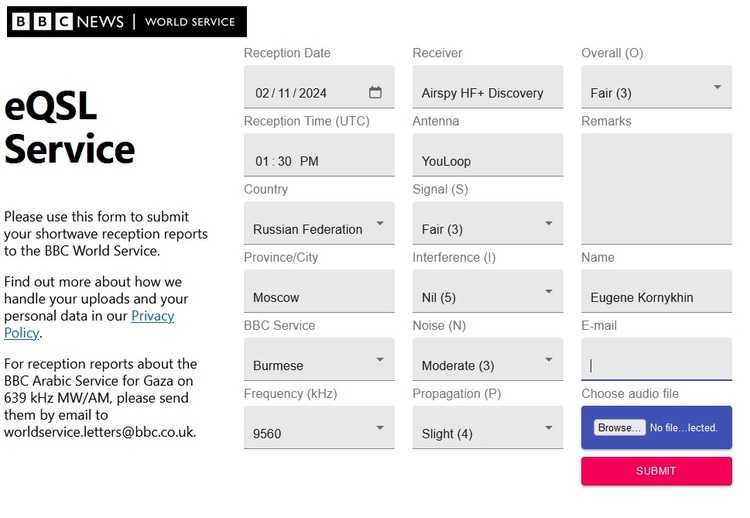 BBC NEWS | WORLD SERVICE
eQSL
Service
Please use this form to submit
your shortwave reception reports
to the BBC World Service.
Find out more about how we
handle your uploads and your
personal data in our Privacy
Policy.
For reception reports about the
BBC Arabic Service for Gaza on
639 kHz MW/AM, please send
them by email to
worldservice.letters@bbc.co.uk.
Reception Date
02/11/2024
Reception Time (UTC)
01:30 PM
Country
Russian Federation
Province/City
Moscow
BBC Service
Burmese
Frequency (kHz)
9560
Receiver
Airspy HF+ Discovery
Antenna
YouLoop
Signal (S)
Fair (3)
Interference (I)
Nil (5)
Noise (N)
Moderate (3)
Propagation (P)
Slight (4)
Overall (O)
Fair (3)
Remarks
Name
Eugene Kornykhin
E-mail
Choose audio file
Browse... No file...lected.
SUBMIT